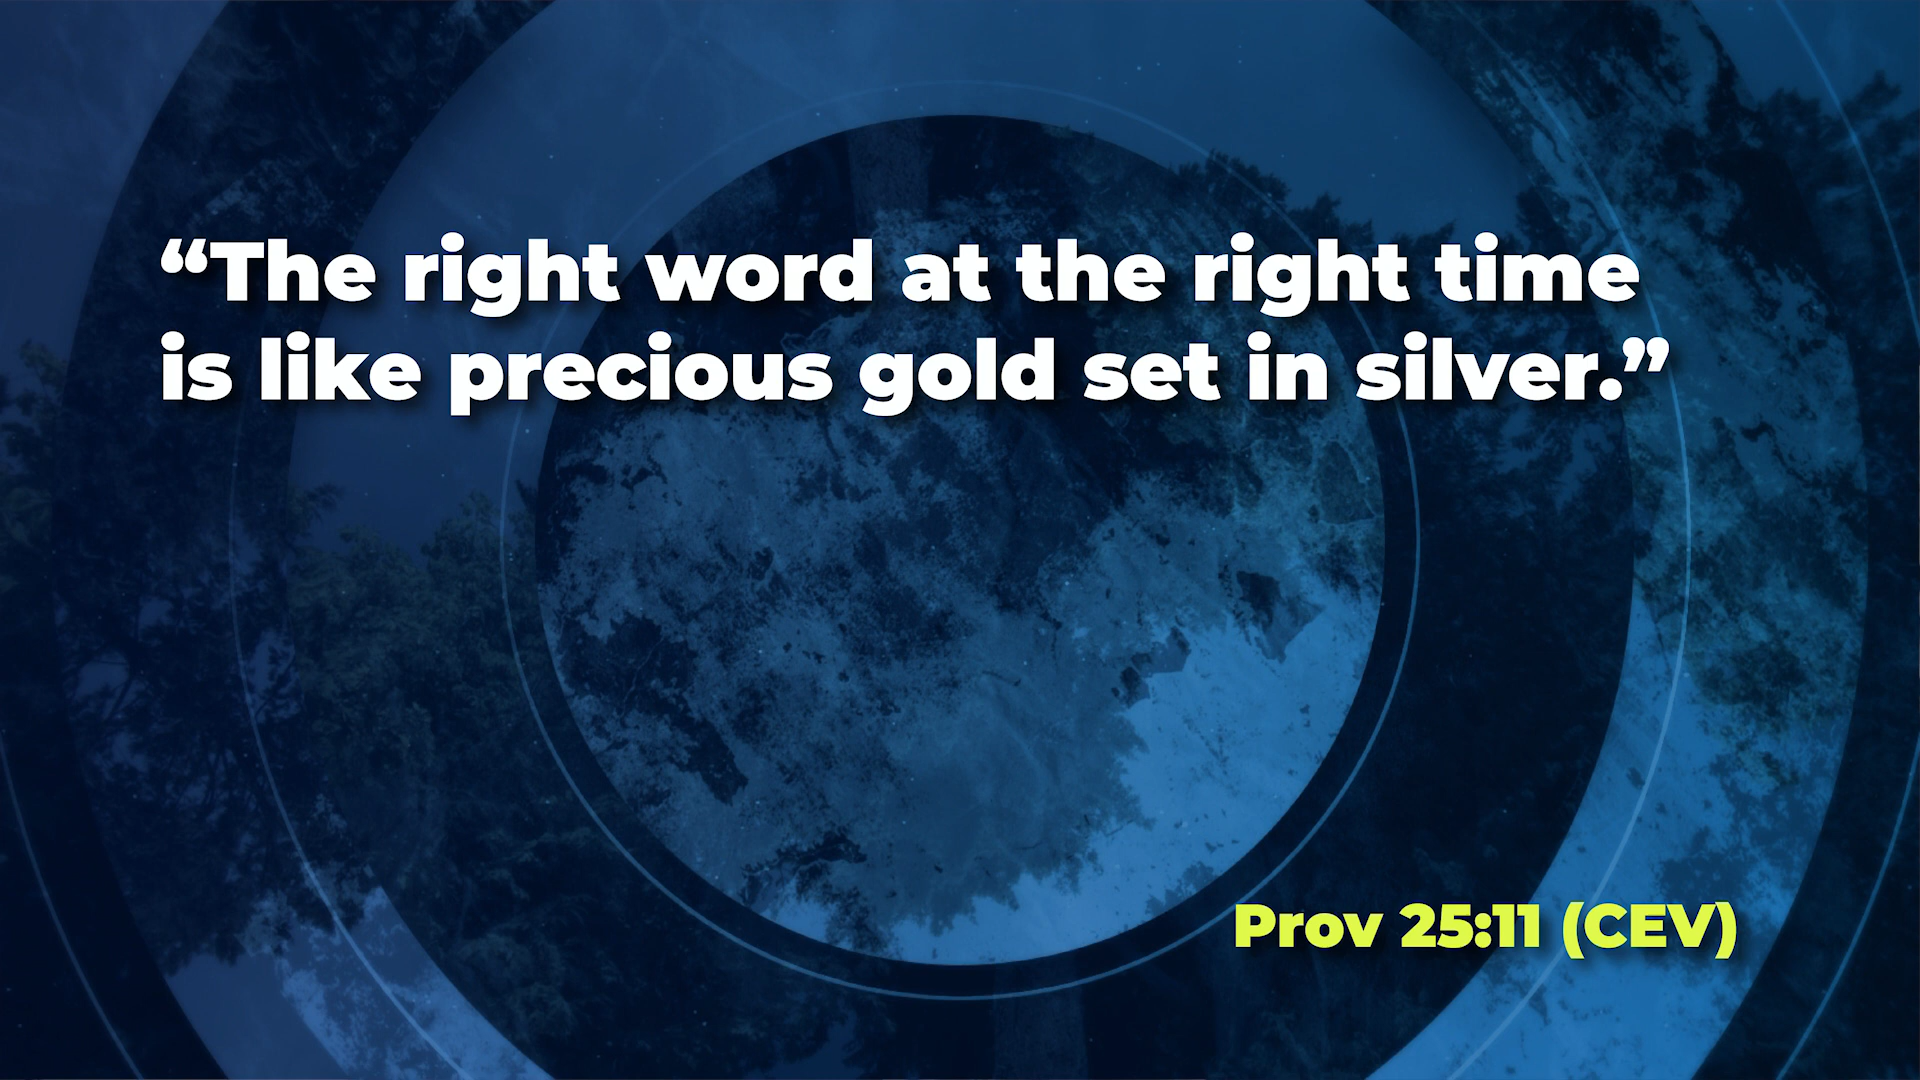 “The right word at the right time
is like precious gold set in silver.”
Prov 25:11 (CEV)